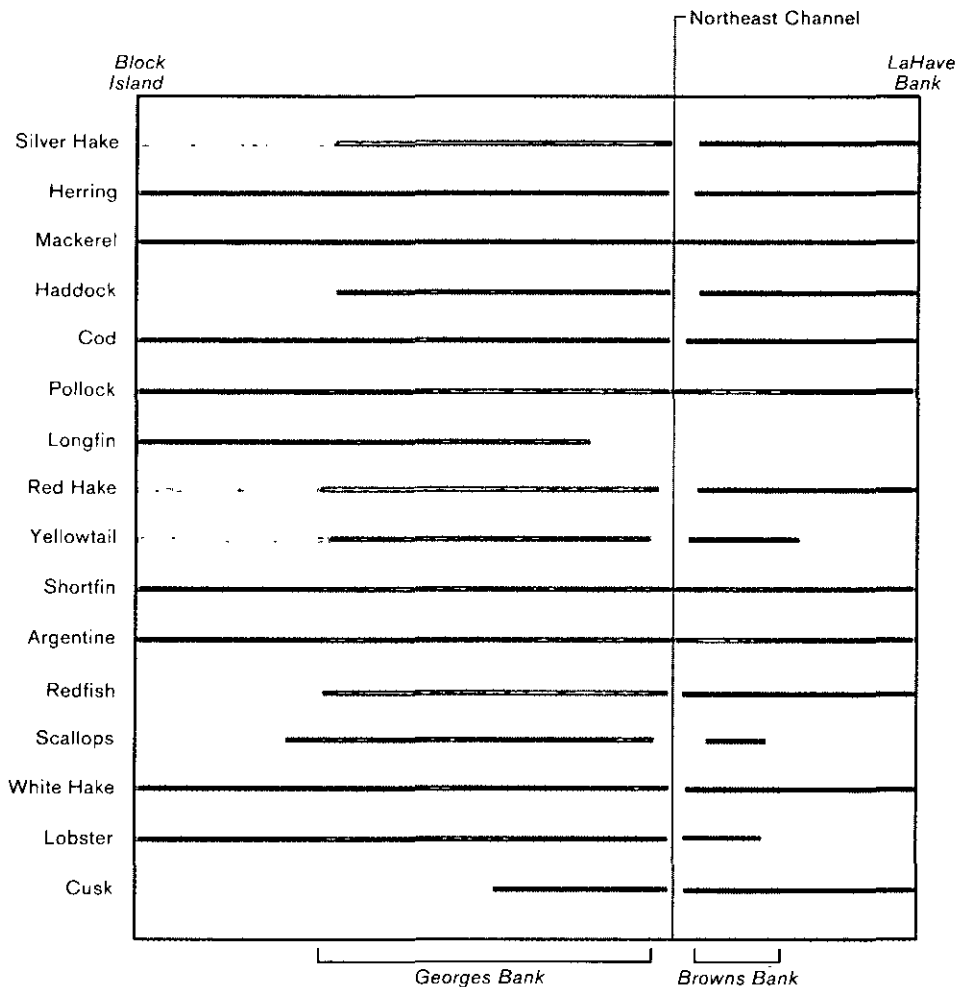 Northeast Channel
Block
Island
LaHave
Bank
Silver Hake
Herring
Mackerel
Haddock
Cod
Pollock
Longfin
Red Hake
Yellowtail
Shortfin
Argentine
Redfish
Scallops
White Hake
Lobster
Cusk
Georges Bank
Browns Bank